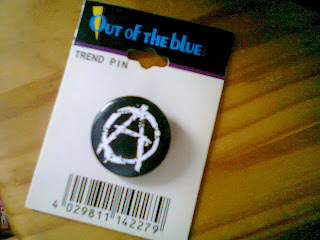 Out of the blue
TREND PIN
4 029811 142279